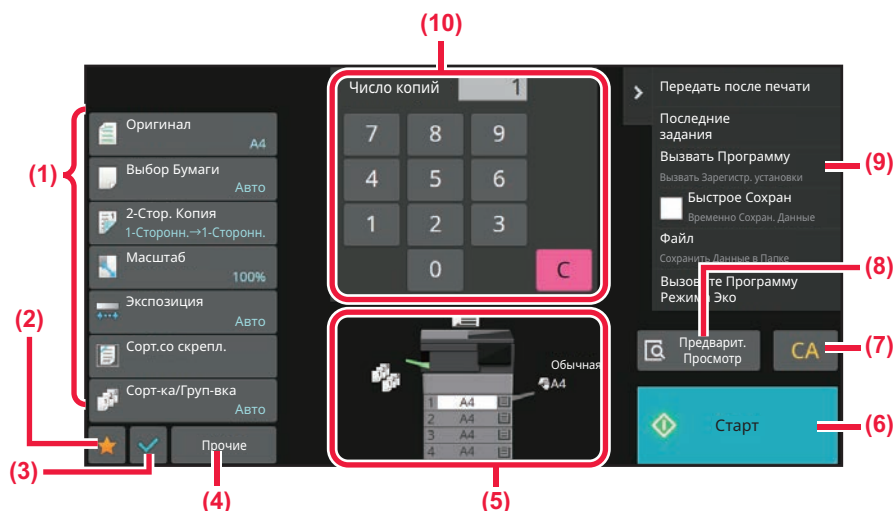 (10)
(1)
Оригинал
A4
Выбор Бумаги
Авто
2-Стор. Копия
1-Сторонн.→1-Сторонн.
Масштаб
100%
Экспозиция
Авто
Сорт.со скрепл.
Сорт-ка/Груп-вка
Авто
(2)
(3)
Прочие
(4)
Число копий 1
7 8 9
4 5 6
1 2 3
0 C
Обычная
A4
1 A4
2 A4
3 A4
4 A4
(5)
Передать после печати
Последние
задания
Вызвать Программу
Вызвать Зарегистр. установки
Быстрое Сохран
Временно Сохран. Данные
Файл
Сохранить Данные в Папке
Вызовите Программу
Режима Эко
(9)
(8)
Предварит.
Просмотр
CA
(7)
Старт
(6)